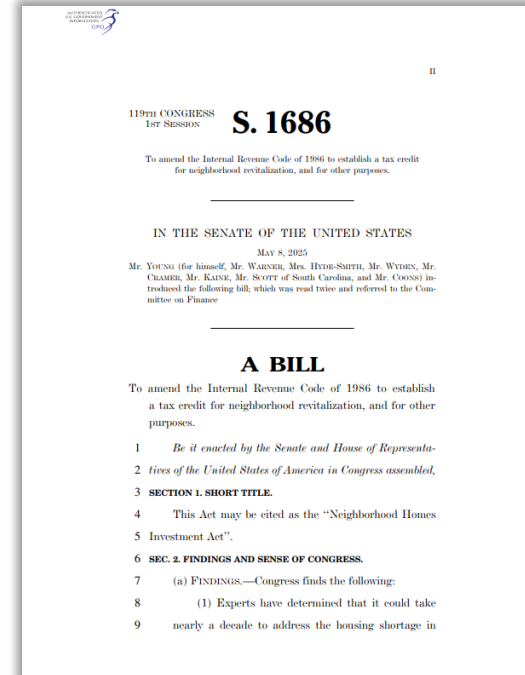 AUTHENTICATED
U.S. GOVERNMENT
INFORMATION
GPO
II
119TH CONGRESS
1ST SESSION
S. 1686
To amend the Internal Revenue Code of 1986 to establish a tax credit
for neighborhood revitalization, and for other purposes.
IN THE SENATE OF THE UNITED STATES
MAY 8, 2025
Mr. YOUNG (for himself, Mr. WARNER, Mrs. HYDE-SMITH, Mr. WYDEN, Mr.
CRAMER, Mr. KAINE, Mr. SCOTT of South Carolina, and Mr. COONS) in-
troduced the following bill; which was read twice and referred to the Com-
mittee on Finance
A BILL
To amend the Internal Revenue Code of 1986 to establish
a tax credit for neighborhood revitalization, and for other
purposes.
1 Be it enacted by the Senate and House of Representa-
2 tives of the United States of America in Congress assembled,
3 SECTION 1. SHORT TITLE.
4 This Act may be cited as the ‘‘Neighborhood Homes
5 Investment Act’’.
6 SEC. 2. FINDINGS AND SENSE OF CONGRESS.
7 (a) FINDINGS.—Congress finds the following:
8 (1) Experts have determined that it could take
9 nearly a decade to address the housing shortage in